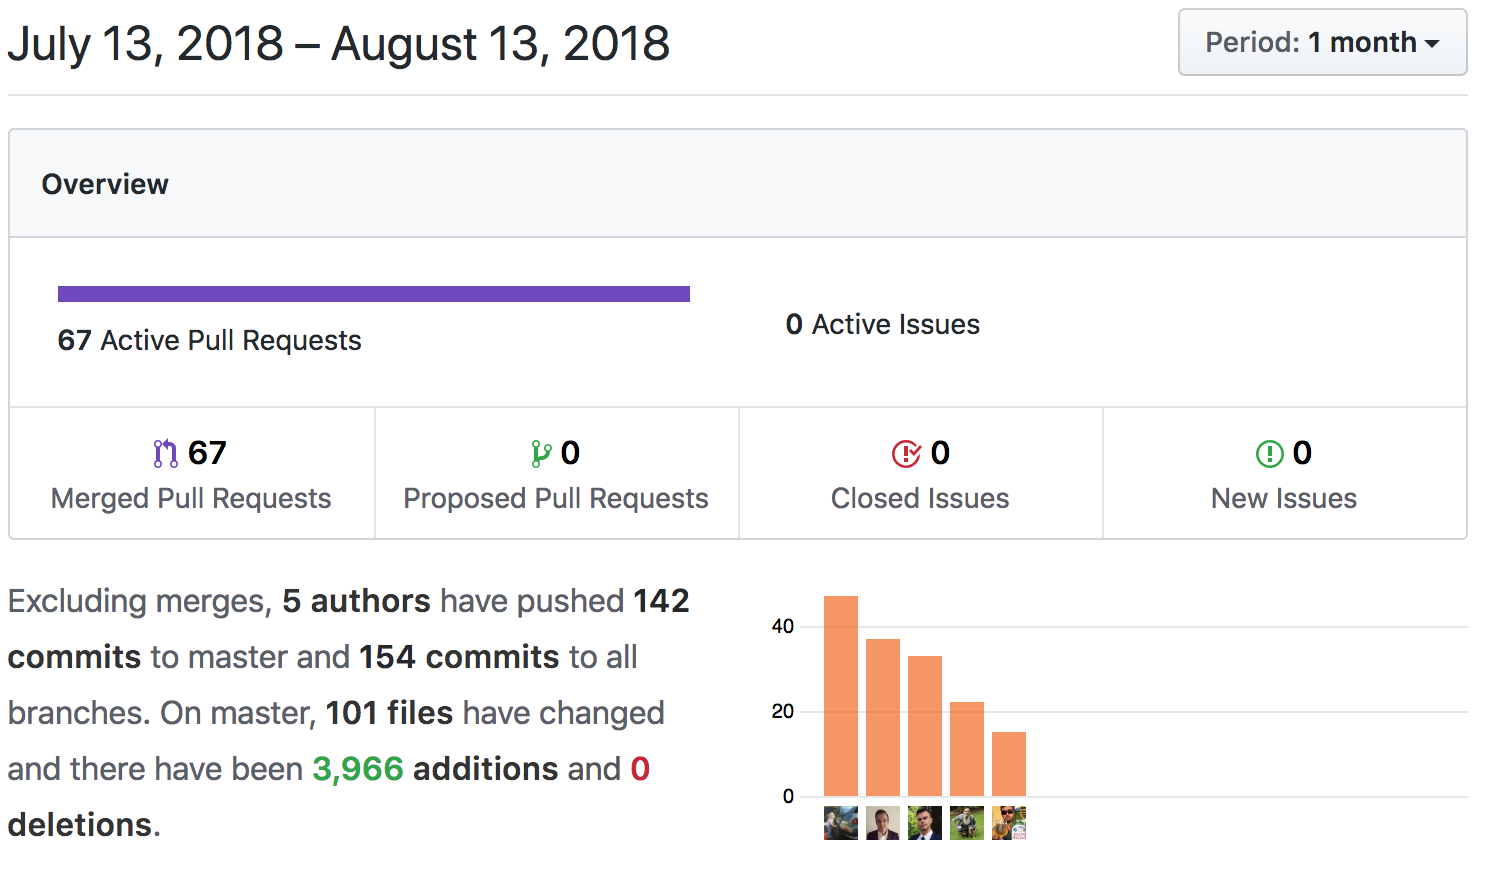 July 13, 2018 – August 13, 2018
Period: 1 month
Overview
67 Active Pull Requests
0 Active Issues
67
Merged Pull Requests
0
Proposed Pull Requests
0
Closed Issues
0
New Issues
Excluding merges, 5 authors have pushed 142
commits to master and 154 commits to all
branches. On master, 101 files have changed
and there have been 3,966 additions and 0
deletions.
40
20
0